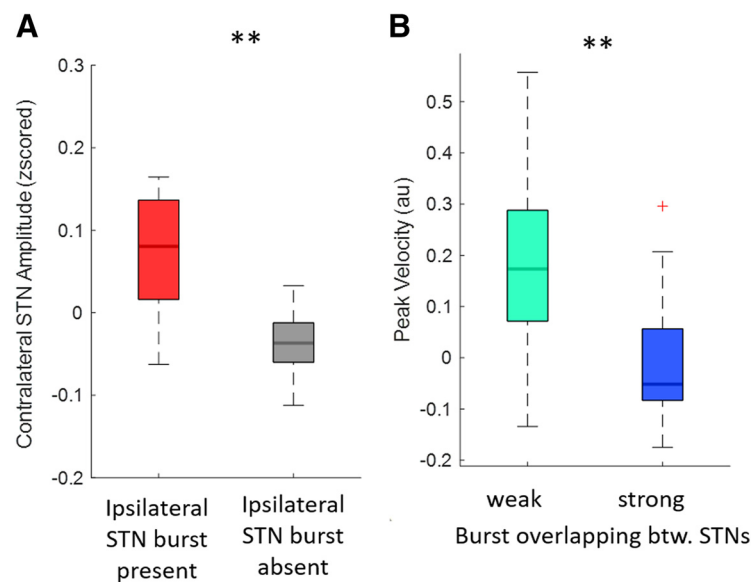 A
**
Contralateral STN Amplitude (zscored)
0.3
0.2
0.1
0
-0.1
-0.2
Ipsilateral
STN burst
present
Ipsilateral
STN burst
absent
B
**
Peak Velocity (au)
0.5
0.4
0.3
0.2
0.1
0
-0.1
-0.2
weak
strong
Burst overlapping btw. STNs